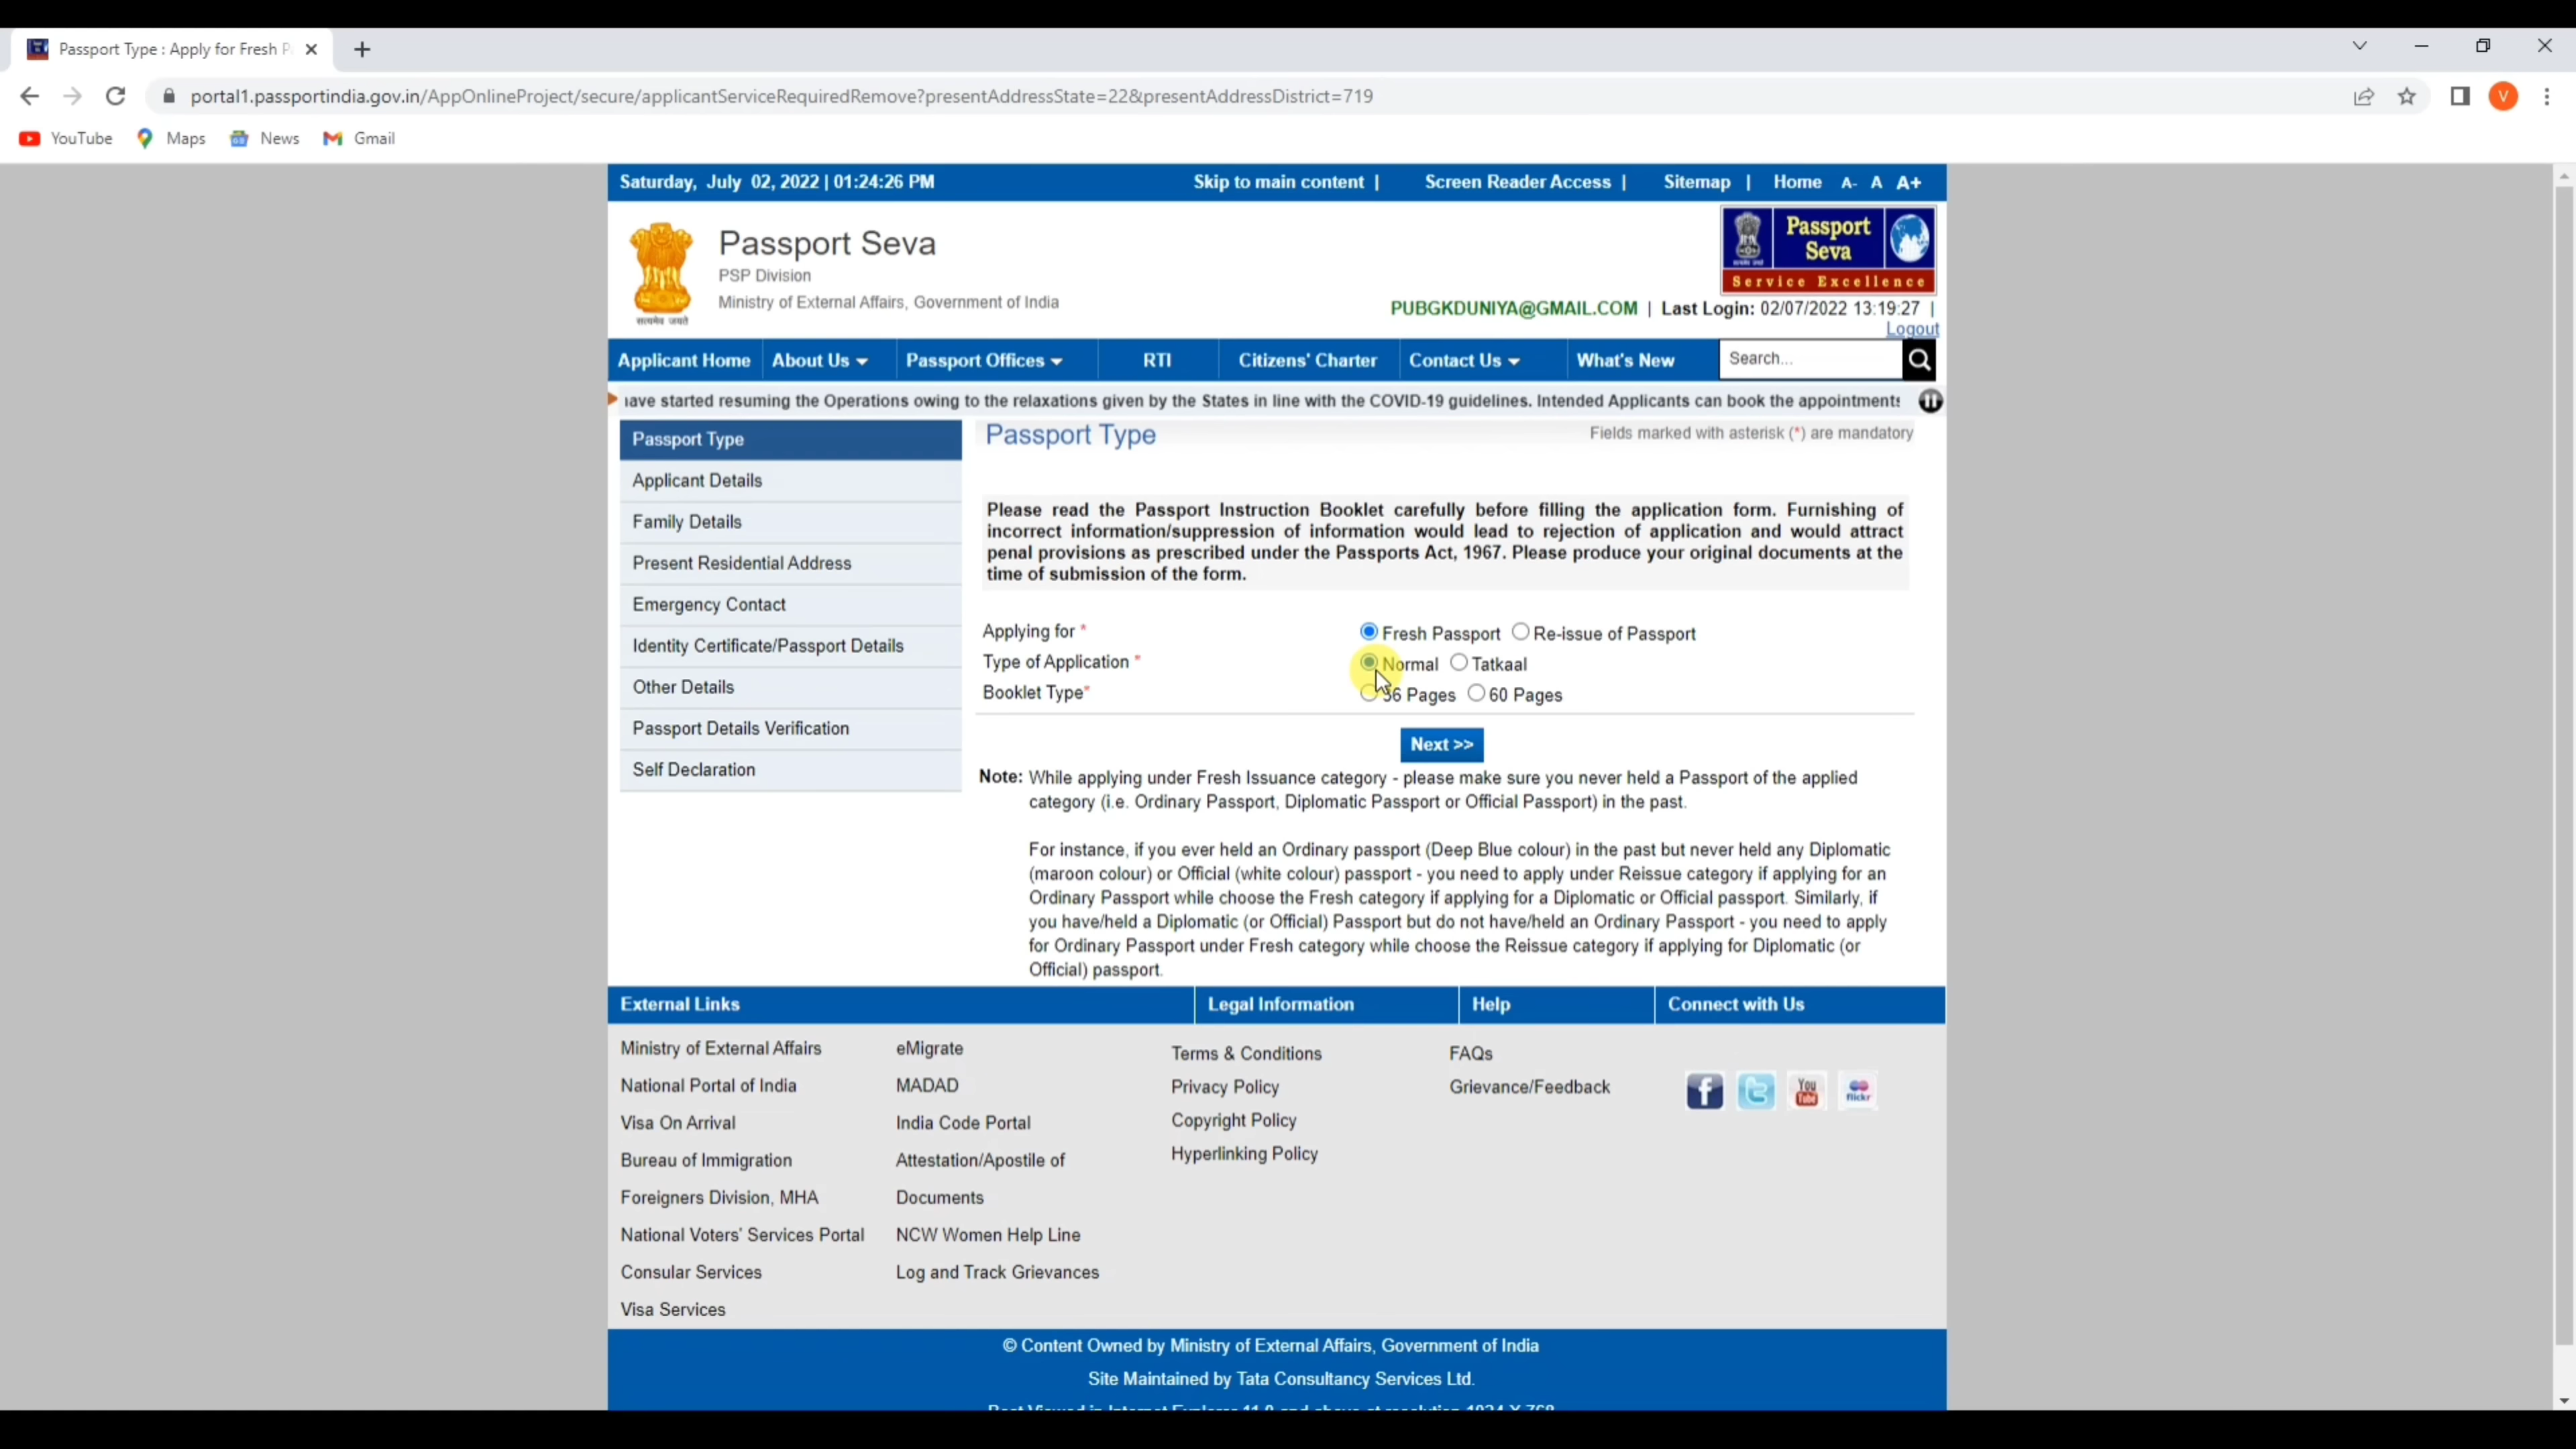 Passport Type : Apply for Fresh P
portal1.passportindia.gov.in/AppOnlineProject/secure/applicantServiceRequiredRemove?presentAddressState=22&presentAddressDistrict=719
V
YouTube Maps News Gmail
Saturday, July 02, 2022 | 01:24:26 PM Skip to main content | Screen Reader Access | Sitemap | Home A- A A+
Passport Seva
PSP Division
Ministry of External Affairs, Government of India
सत्यमेव जयते
Passport
Seva
Service Excellence
PUBGKDUNIYA@GMAIL.COM | Last Login: 02/07/2022 13:19:27 |
Logout
Applicant Home About Us Passport Offices RTI Citizens' Charter Contact Us What's New Search...
ave started resuming the Operations owing to the relaxations given by the States in line with the COVID-19 guidelines. Intended Applicants can book the appointments
Passport Type
Applicant Details
Family Details
Present Residential Address
Emergency Contact
Identity Certificate/Passport Details
Other Details
Passport Details Verification
Self Declaration
Passport Type
Fields marked with asterisk (*) are mandatory
Please read the Passport Instruction Booklet carefully before filling the application form. Furnishing of
incorrect information/suppression of information would lead to rejection of application and would attract
penal provisions as prescribed under the Passports Act, 1967. Please produce your original documents at the
time of submission of the form.
Applying for * Fresh Passport Re-issue of Passport
Type of Application * Normal Tatkaal
Booklet Type* 36 Pages 60 Pages
Next >>
Note: While applying under Fresh Issuance category - please make sure you never held a Passport of the applied
category (i.e. Ordinary Passport, Diplomatic Passport or Official Passport) in the past.
For instance, if you ever held an Ordinary passport (Deep Blue colour) in the past but never held any Diplomatic
(maroon colour) or Official (white colour) passport - you need to apply under Reissue category if applying for an
Ordinary Passport while choose the Fresh category if applying for a Diplomatic or Official passport. Similarly, if
you have/held a Diplomatic (or Official) Passport but do not have/held an Ordinary Passport - you need to apply
for Ordinary Passport under Fresh category while choose the Reissue category if applying for Diplomatic (or
Official) passport.
External Links Legal Information Help Connect with Us
Ministry of External Affairs
National Portal of India
Visa On Arrival
Bureau of Immigration
Foreigners Division, MHA
National Voters' Services Portal
Consular Services
Visa Services
eMigrate
MADAD
India Code Portal
Attestation/Apostile of
Documents
NCW Women Help Line
Log and Track Grievances
Terms & Conditions
Privacy Policy
Copyright Policy
Hyperlinking Policy
FAQs
Grievance/Feedback
You
Tube
flickr
© Content Owned by Ministry of External Affairs, Government of India
Site Maintained by Tata Consultancy Services Ltd.